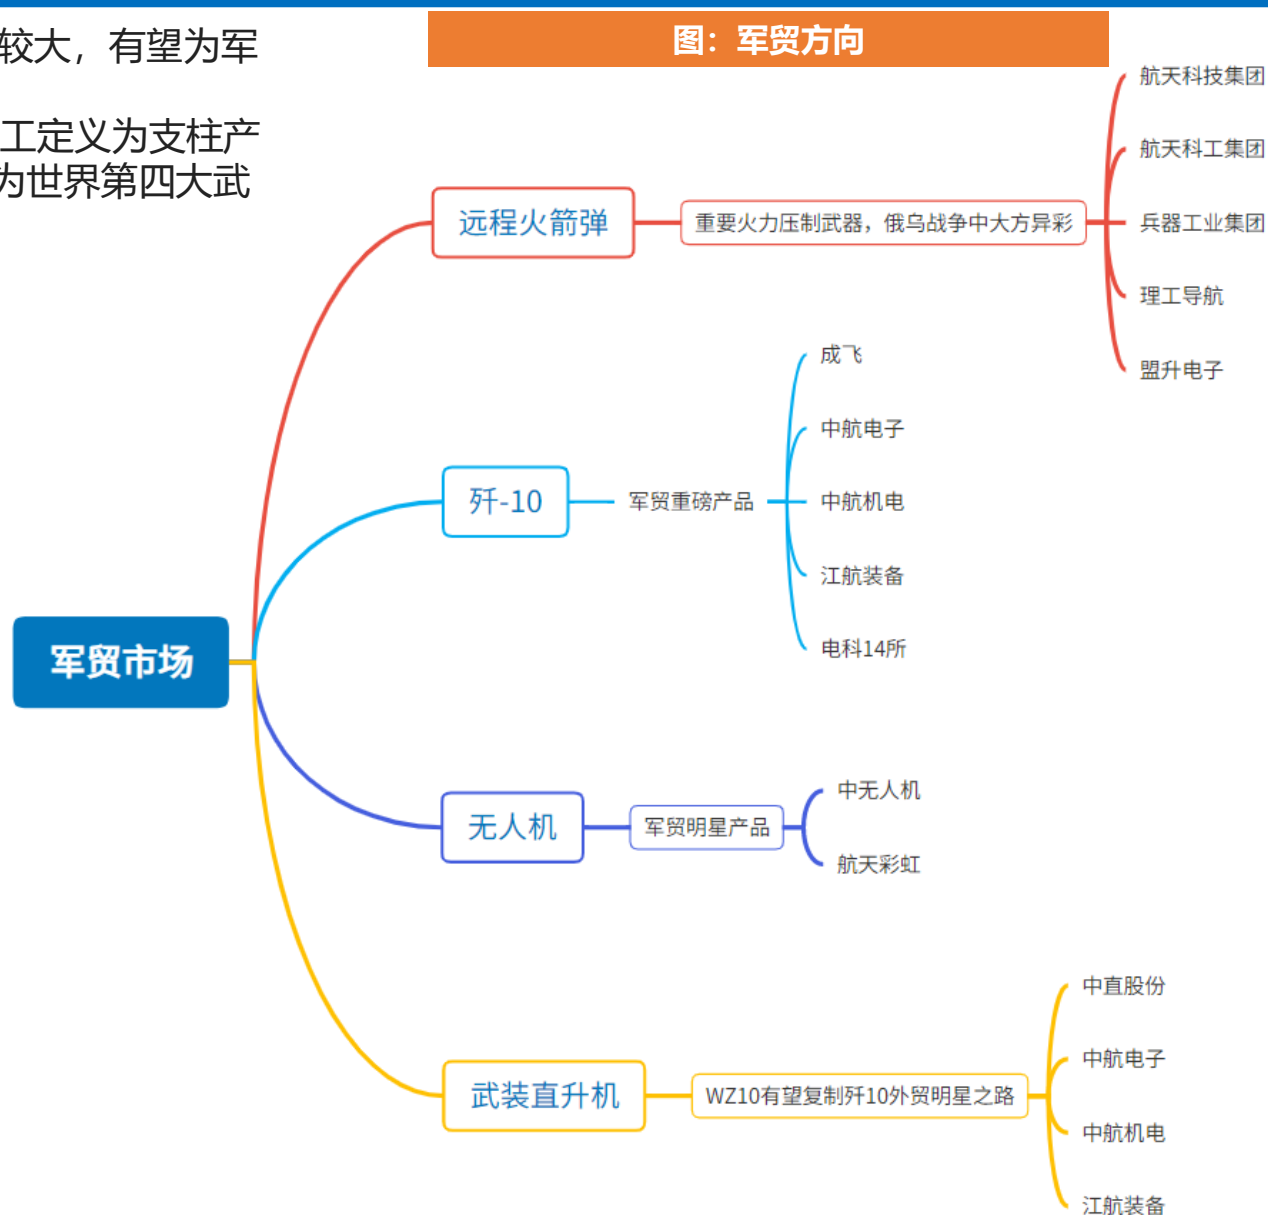 较大，有望为军
工定义为支柱产
为世界第四大武
图：军贸方向
军贸市场
远程火箭弹
重要火力压制武器，俄乌战争中大方异彩
航天科技集团
航天科工集团
兵器工业集团
理工导航
盟升电子
歼-10
军贸重磅产品
成飞
中航电子
中航机电
江航装备
电科14所
无人机
军贸明星产品
中无人机
航天彩虹
武装直升机
WZ10有望复制歼10外贸明星之路
中直股份
中航电子
中航机电
江航装备